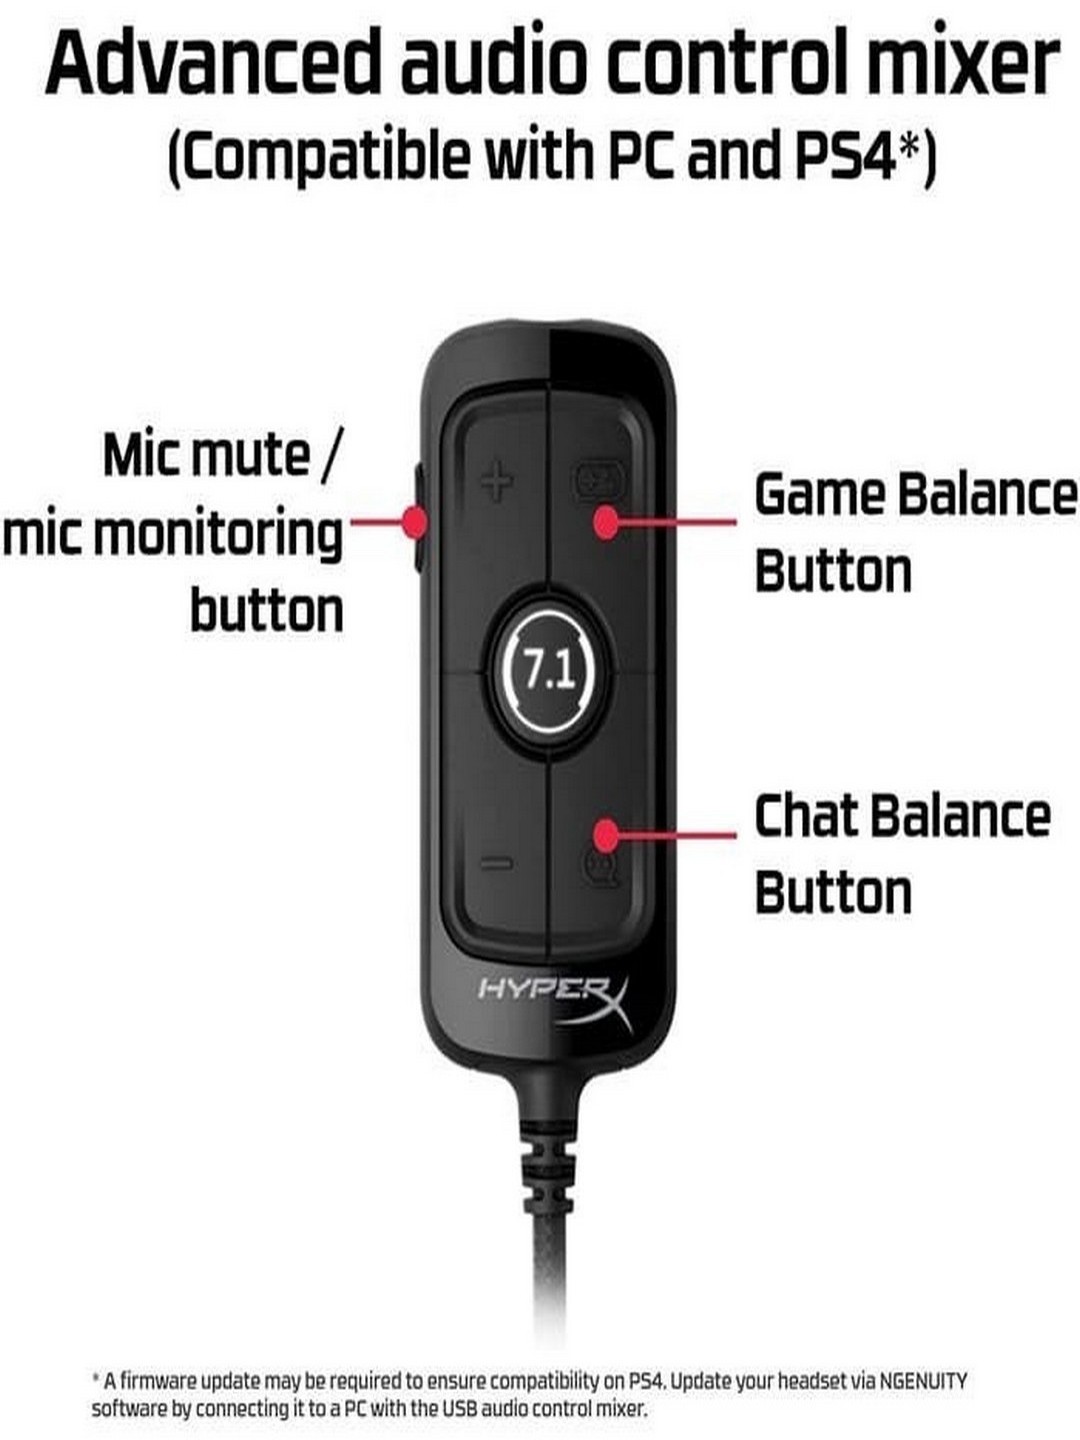 Advanced audio control mixer
(Compatible with PC and PS4*)
Mic mute /
mic monitoring
button
Game Balance
Button
7.1
Chat Balance
Button
HYPERX
* A firmware update may be required to ensure compatibility on PS4. Update your headset via NGENUITY
software by connecting it to a PC with the USB audio control mixer.